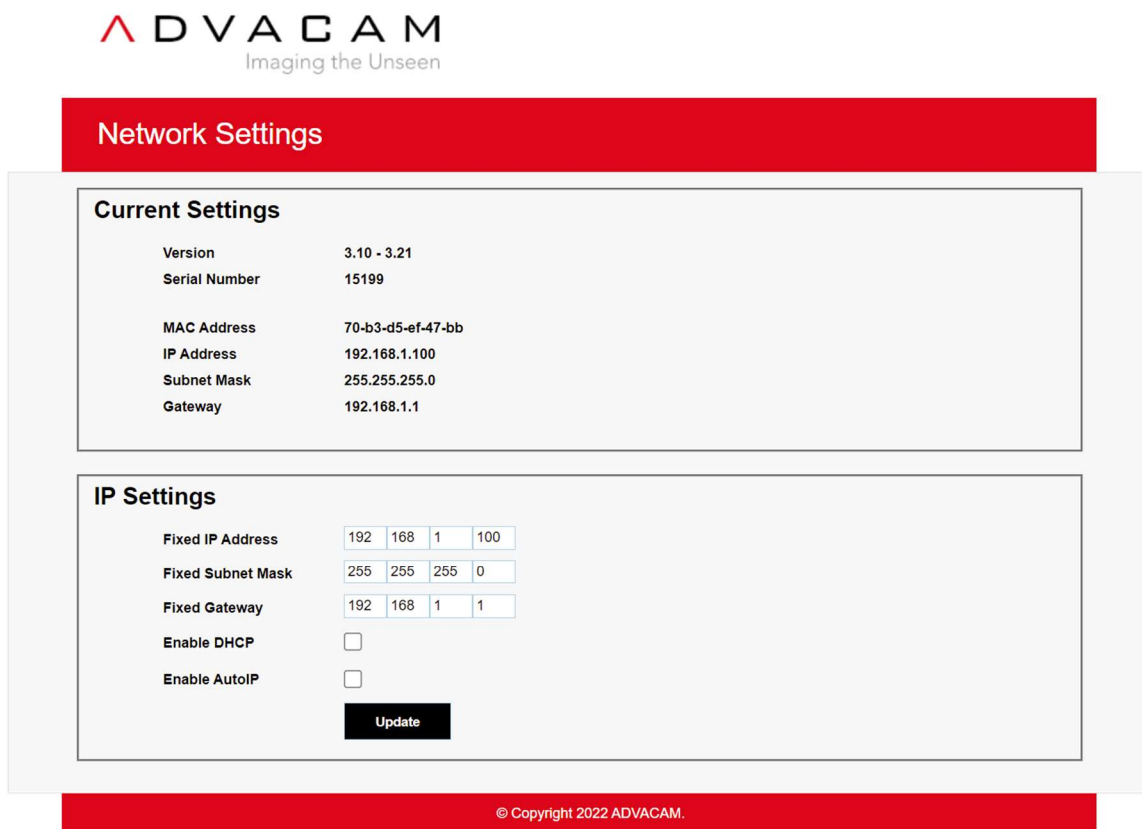 ADVACAM
Imaging the Unseen
Network Settings
Current Settings
Version 3.10 - 3.21
Serial Number 15199
MAC Address 70-b3-d5-ef-47-bb
IP Address 192.168.1.100
Subnet Mask 255.255.255.0
Gateway 192.168.1.1
IP Settings
Fixed IP Address 192 168 1 100
Fixed Subnet Mask 255 255 255 0
Fixed Gateway 192 168 1 1
Enable DHCP
Enable AutoIP
Update
© Copyright 2022 ADVACAM.